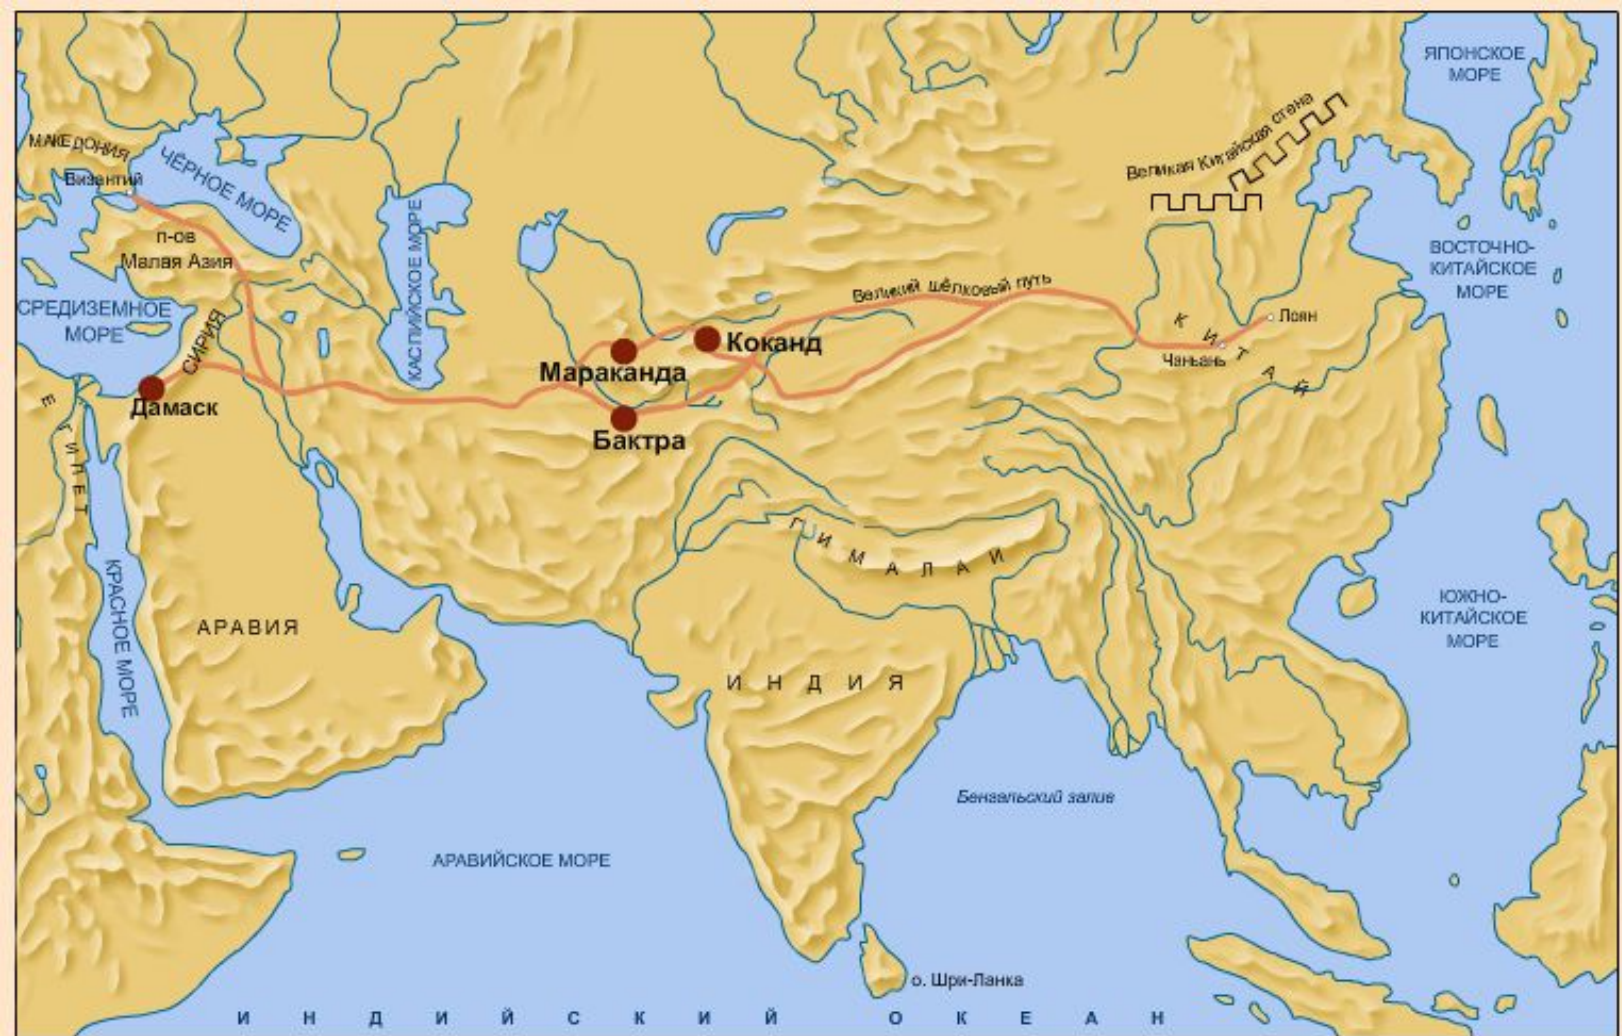 ЯПОНСКОЕ
МОРЕ
Великая Китайская стена
МАКЕДОНИЯ
ЧЁРНОЕ МОРЕ
Византий
п-ов
Малая Азия
КАСПИЙСКОЕ МОРЕ
ВОСТОЧНО-
КИТАЙСКОЕ
МОРЕ
СРЕДИЗЕМНОЕ
МОРЕ
СИРИЯ
Великий шёлковый путь
Лоян
КИТАЙ
Чаньань
Коканд
Мараканда
Дамаск
Бактра
ЕГИПЕТ
ГИМАЛАИ
КРАСНОЕ МОРЕ
АРАВИЯ
ЮЖНО-
КИТАЙСКОЕ
МОРЕ
ИНДИЯ
Бенгальский залив
АРАВИЙСКОЕ МОРЕ
о. Шри-Ланка
ИНДИЙСКИЙ ОКЕАН